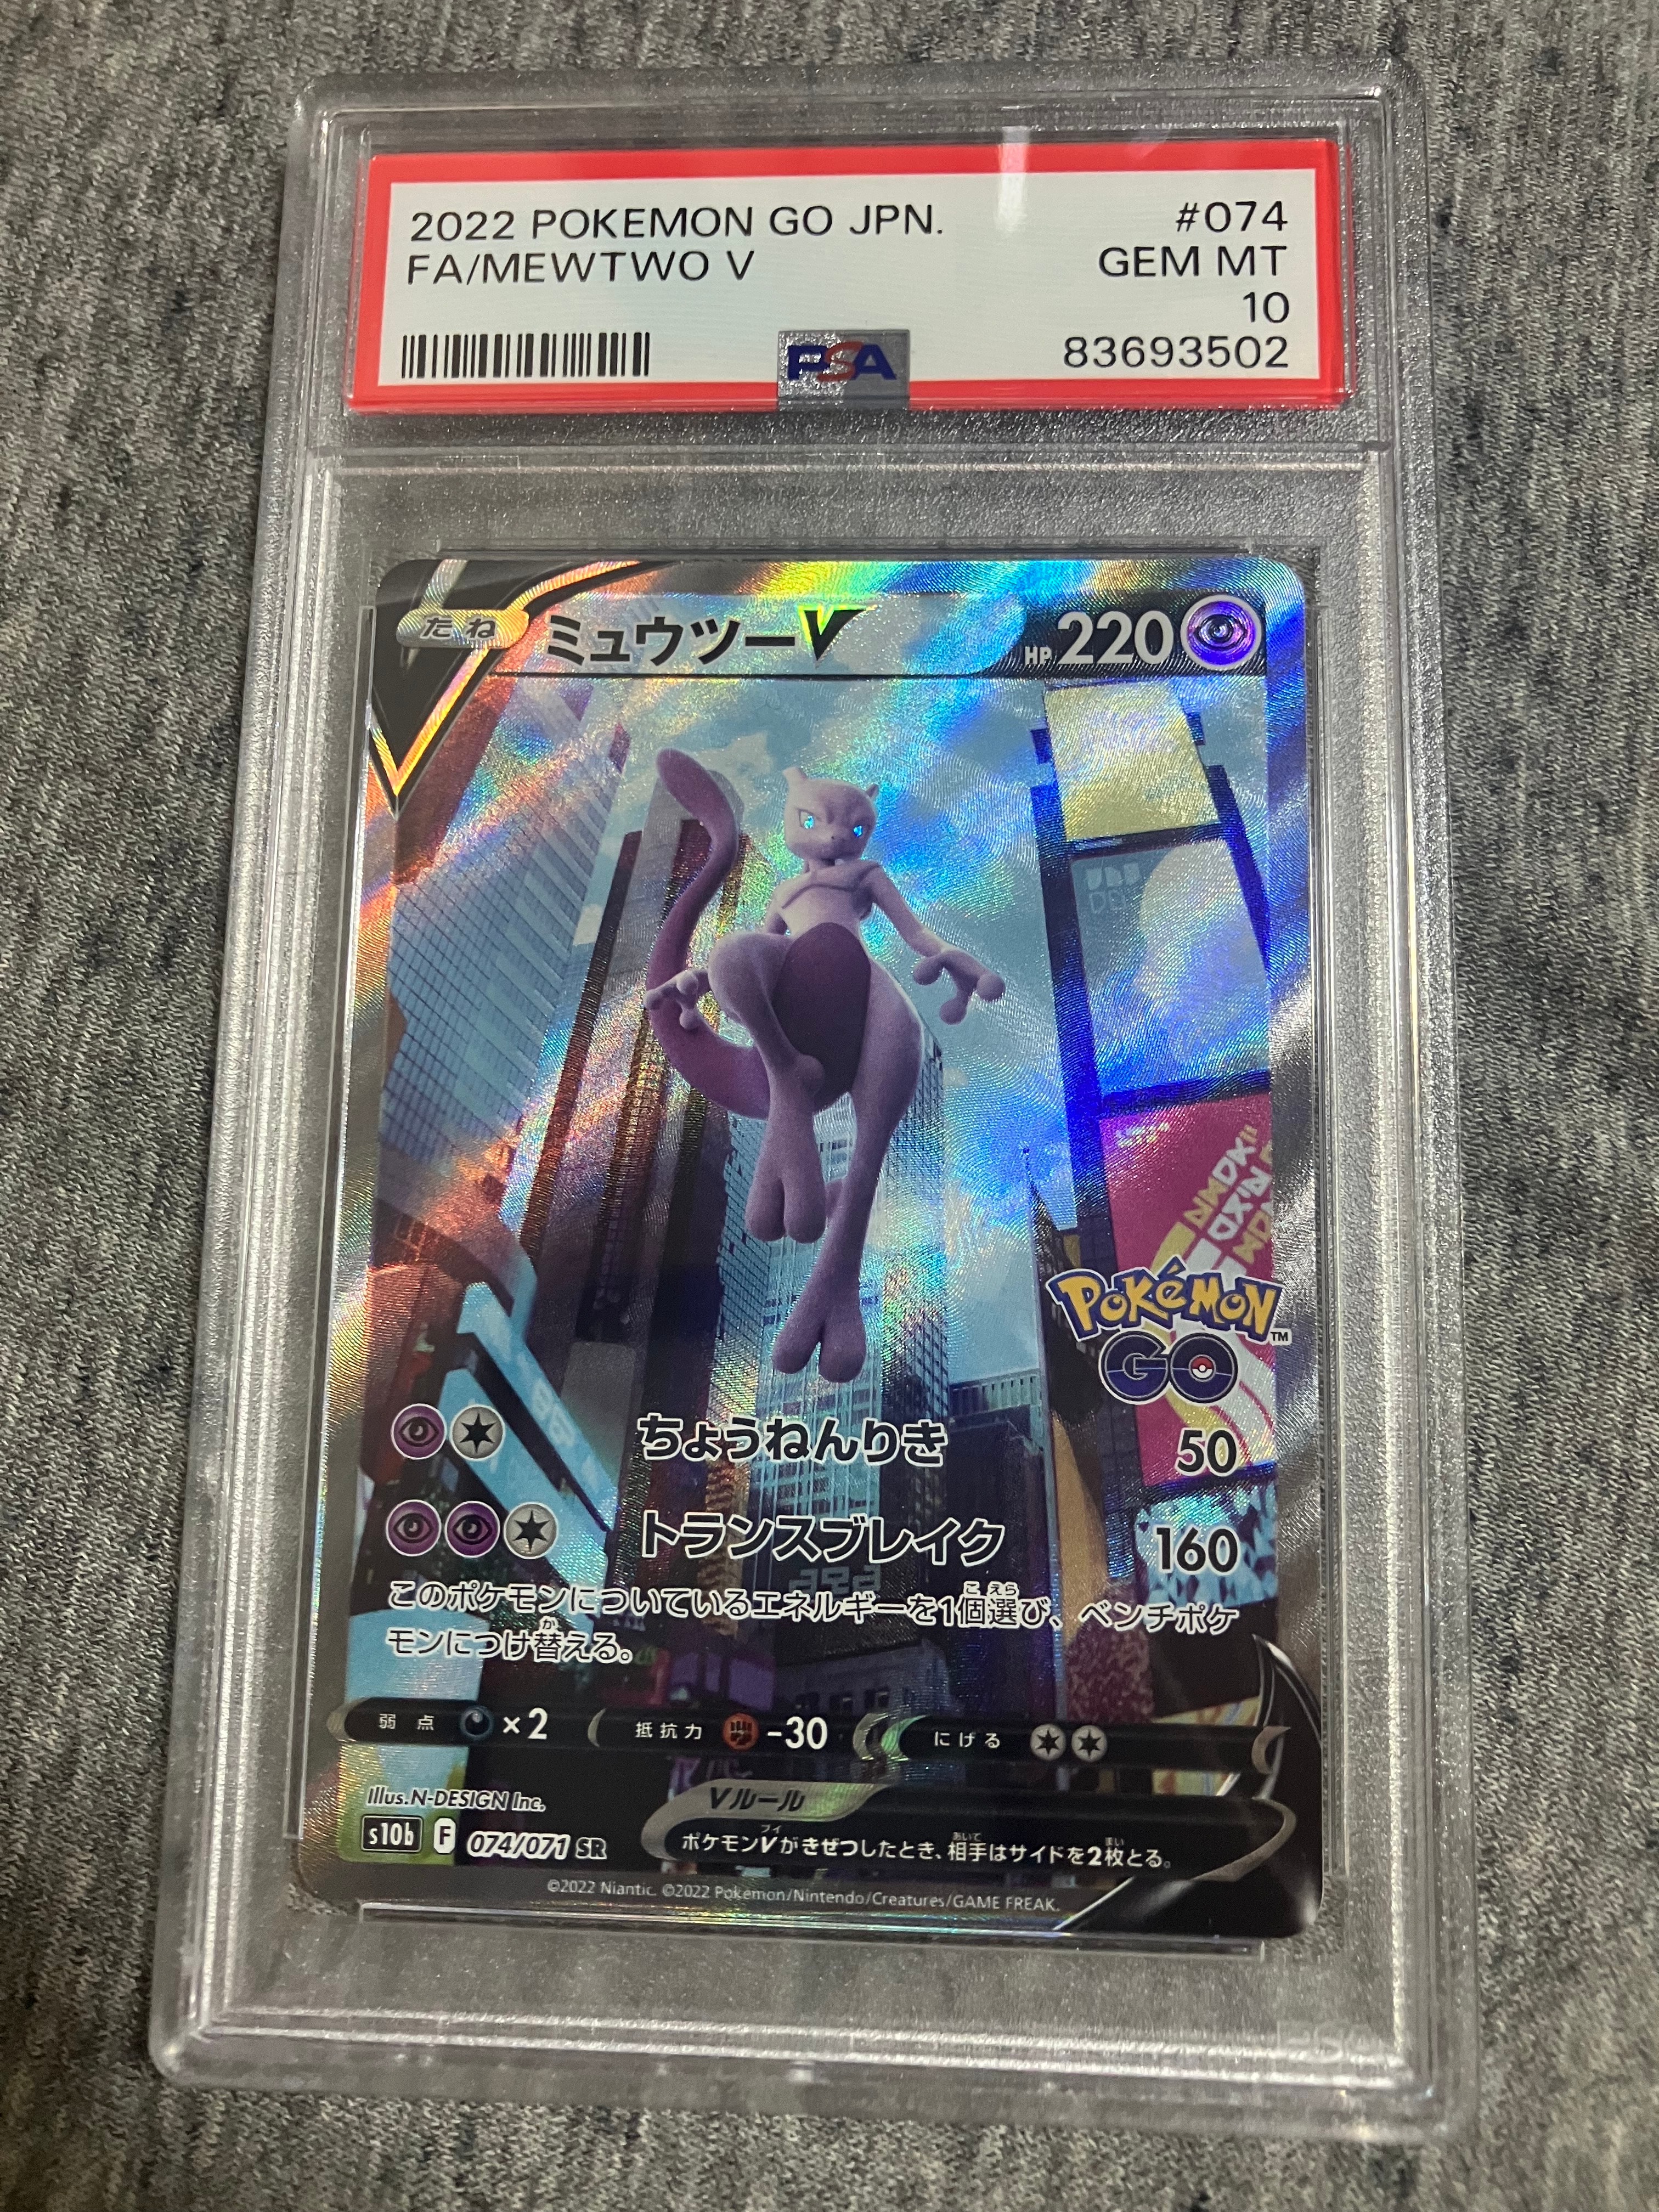 2022 POKEMON GO JPN. #074
FA/MEWTWO V GEM MT
10
PSA 83693502
たね ミュウツーV HP 220
POKéMON™
GO
ちょうねんりき 50
トランスブレイク 160
このポケモンについているエネルギーを1個選び、ベンチポケ
モンにつけ替える。
弱点 ×2 抵抗力 -30 にげる
Illus. N-DESIGN Inc.
Vルール
s10b F 074/071 SR
ポケモンVがきぜつしたとき、相手はサイドを2枚とる。
©2022 Niantic. ©2022 Pokémon/Nintendo/Creatures/GAME FREAK.